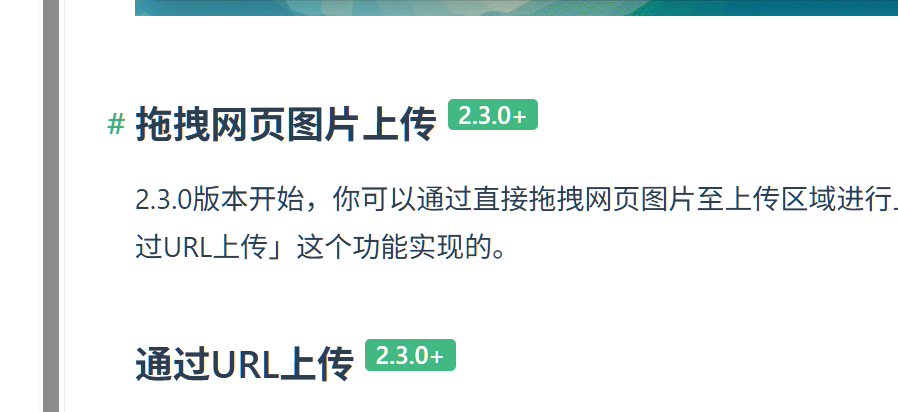 # 拖拽网页图片上传 2.3.0+
2.3.0版本开始，你可以通过直接拖拽网页图片至上传区域进行
过URL上传」这个功能实现的。
通过URL上传 2.3.0+